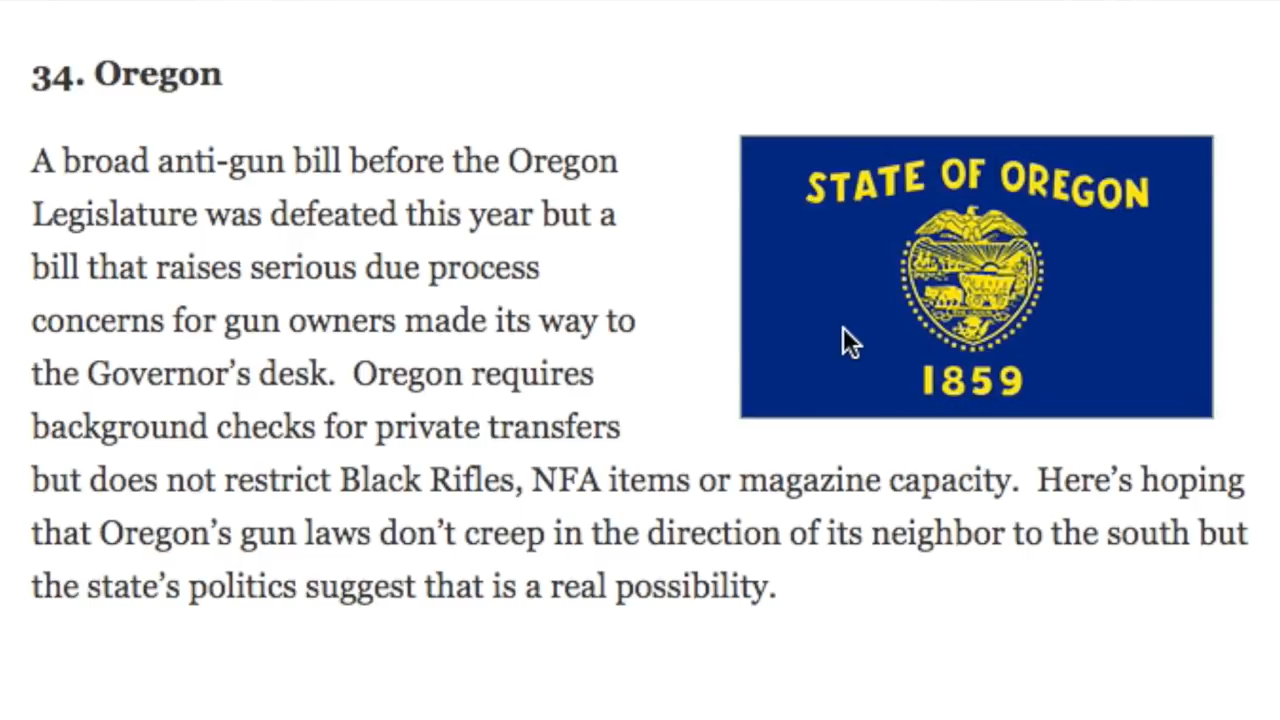 34. Oregon
A broad anti-gun bill before the Oregon
Legislature was defeated this year but a
bill that raises serious due process
concerns for gun owners made its way to
the Governor’s desk.  Oregon requires
background checks for private transfers
but does not restrict Black Rifles, NFA items or magazine capacity.  Here’s hoping
that Oregon’s gun laws don’t creep in the direction of its neighbor to the south but
the state’s politics suggest that is a real possibility.
STATE OF OREGON
1859